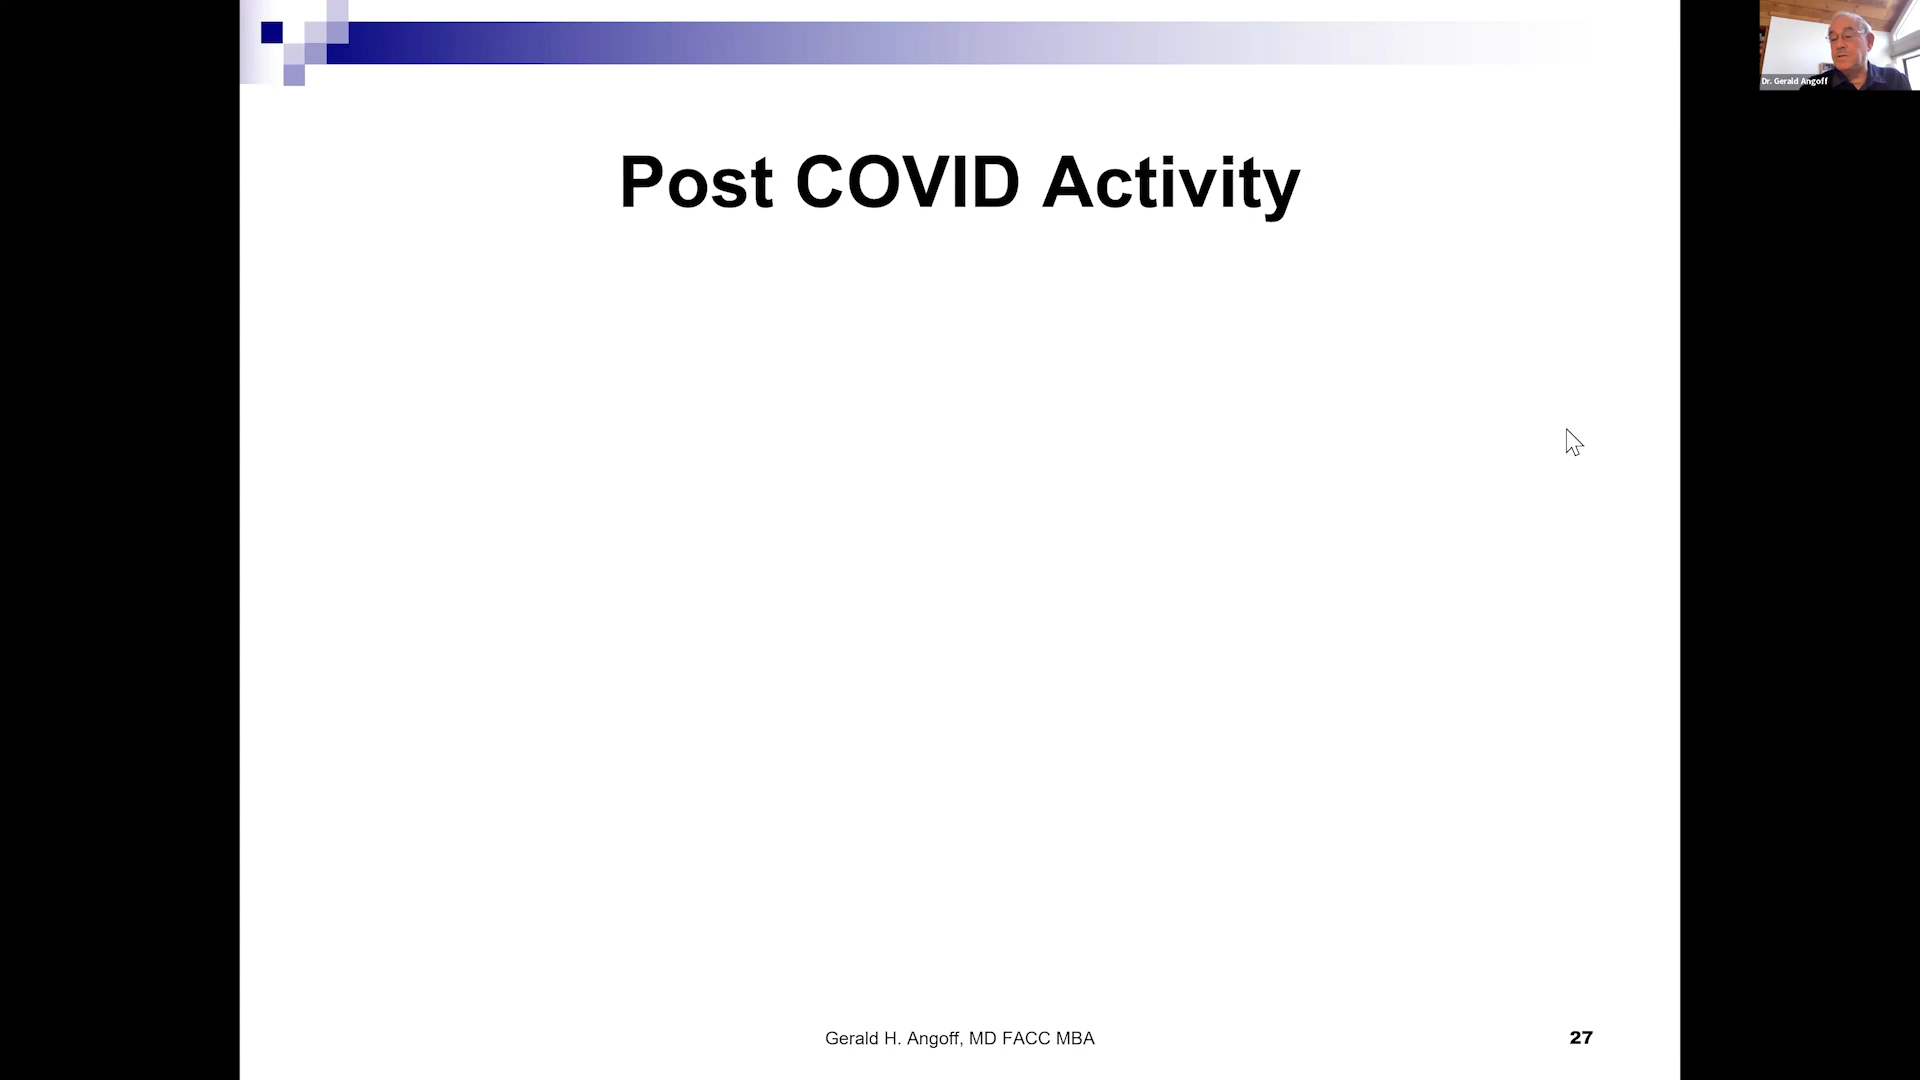 Dr. Gerald Angoff
Post COVID Activity
Gerald H. Angoff, MD FACC MBA
27